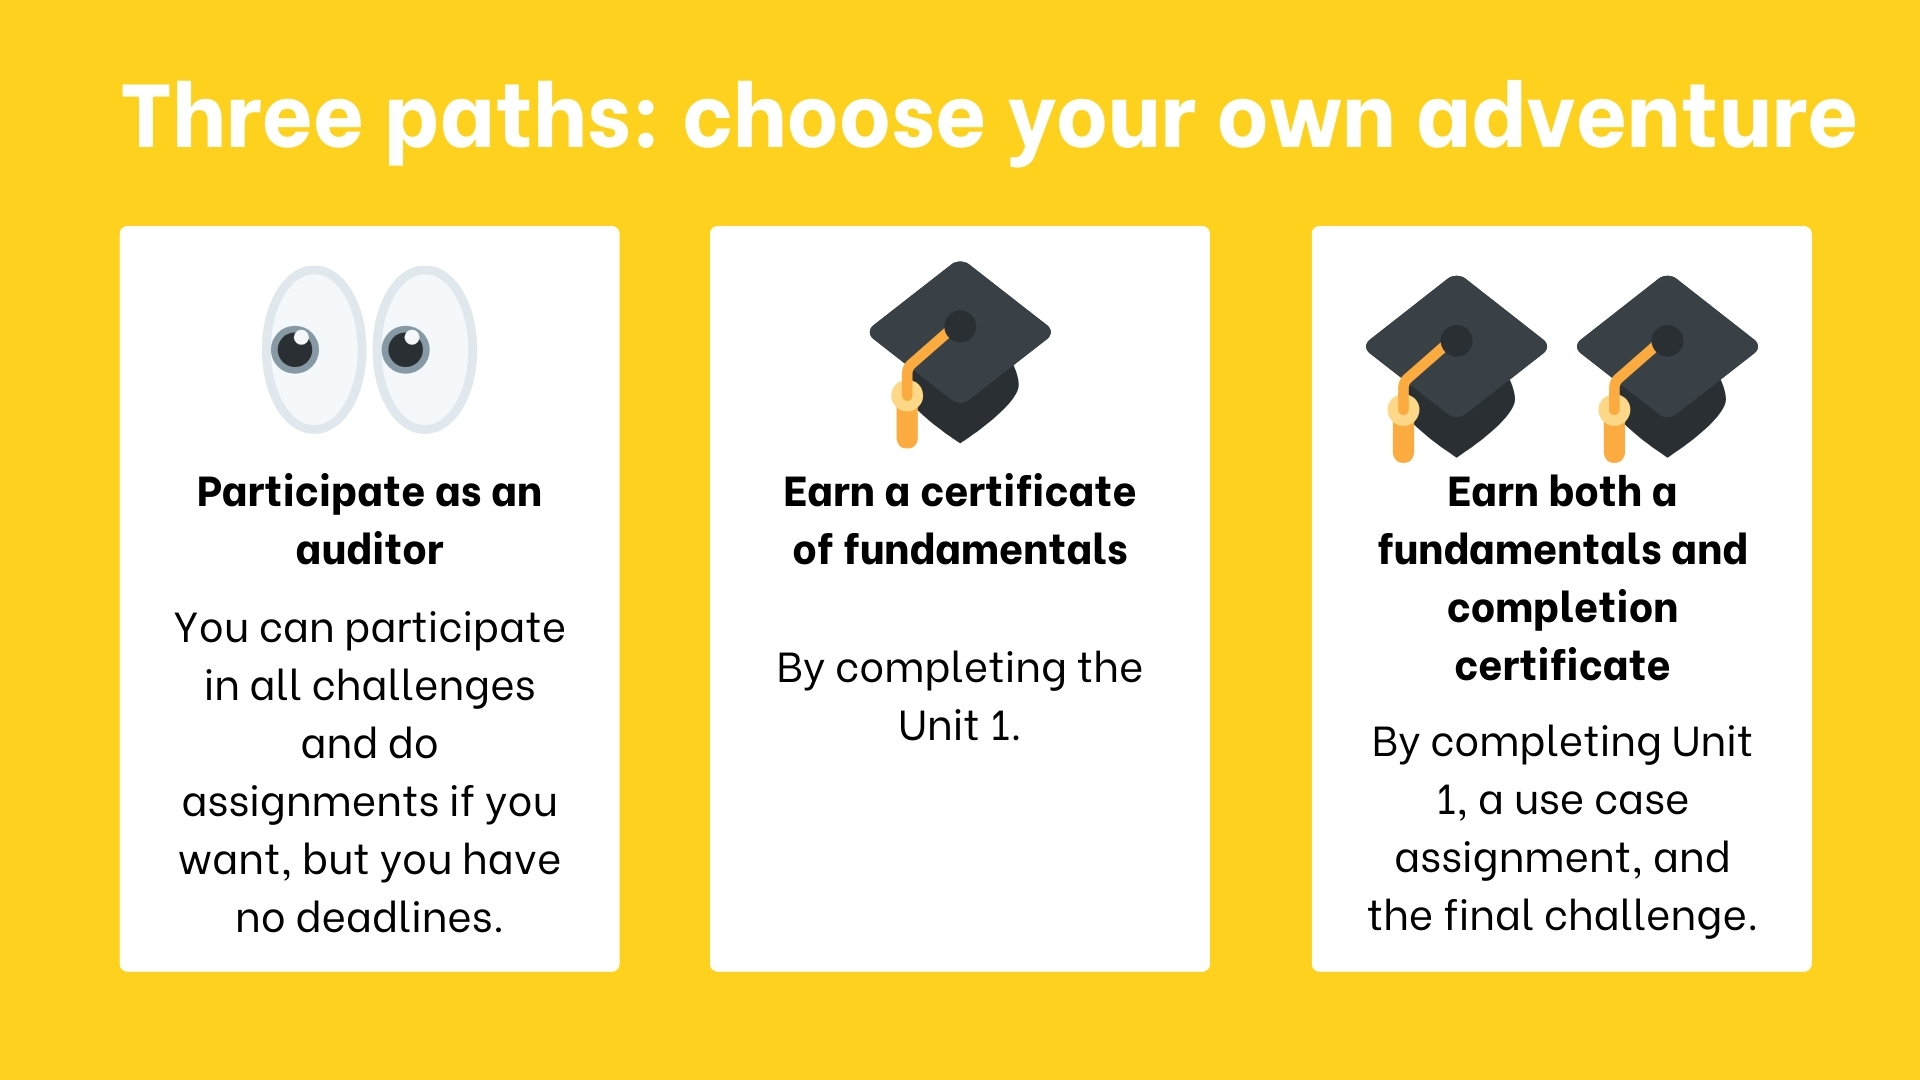 Three paths: choose your own adventure
Participate as an
auditor
You can participate
in all challenges
and do
assignments if you
want, but you have
no deadlines.
Earn a certificate
of fundamentals
By completing the
Unit 1.
Earn both a
fundamentals and
completion
certificate
By completing Unit
1, a use case
assignment, and
the final challenge.